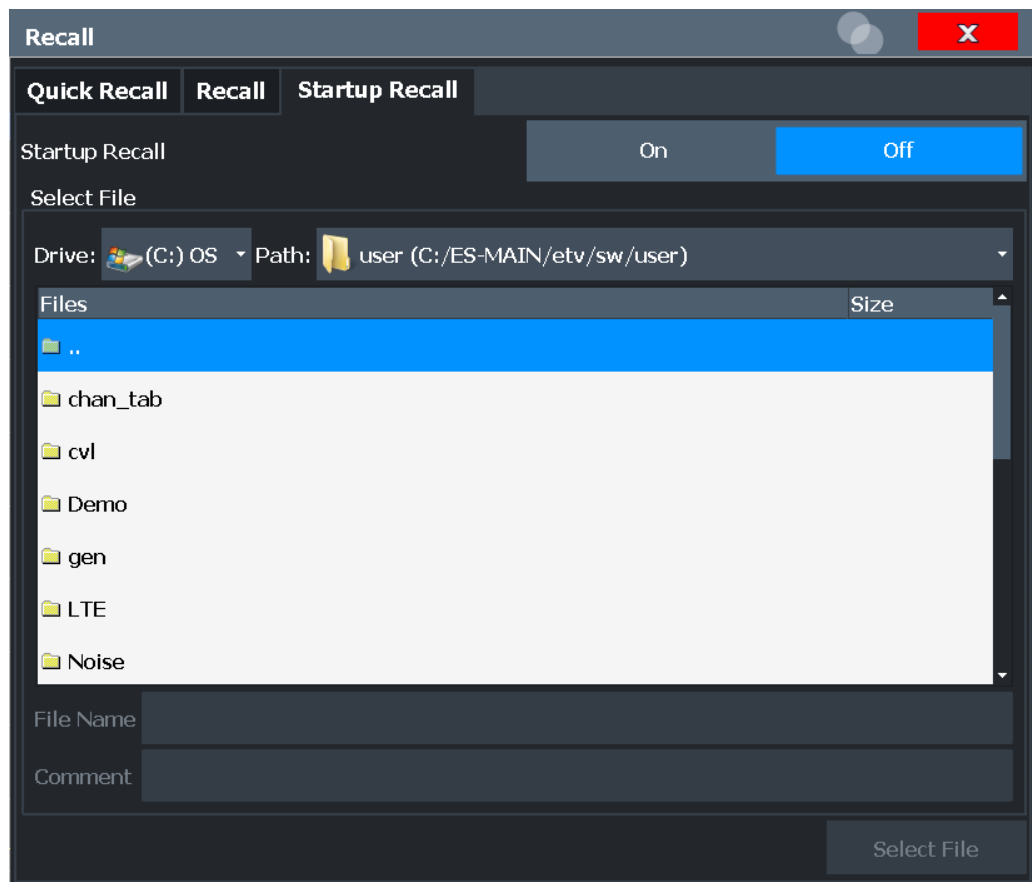 Recall
X
Quick Recall Recall Startup Recall
Startup Recall On Off
Select File
Drive: (C:) OS Path: user (C:/ES-MAIN/etv/sw/user)
Files Size
..
chan_tab
cvl
Demo
gen
LTE
Noise
File Name
Comment
Select File